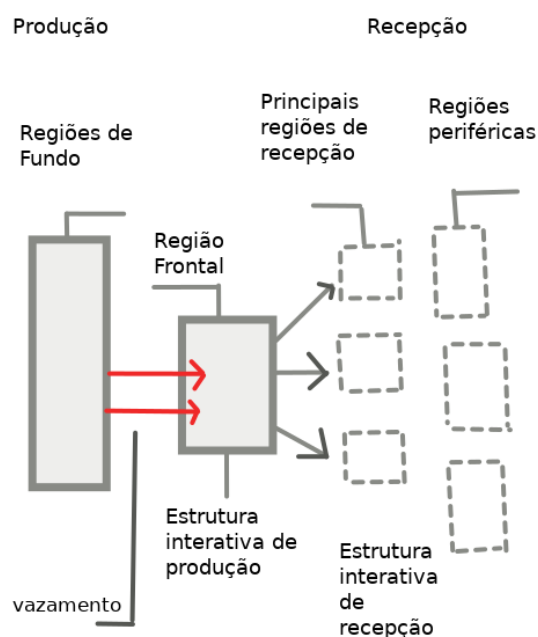 Produção
Recepção
Principais
regiões de
recepção
Regiões
periféricas
Regiões de
Fundo
Região
Frontal
Estrutura
interativa de
produção
Estrutura
interativa
de
recepção
vazamento